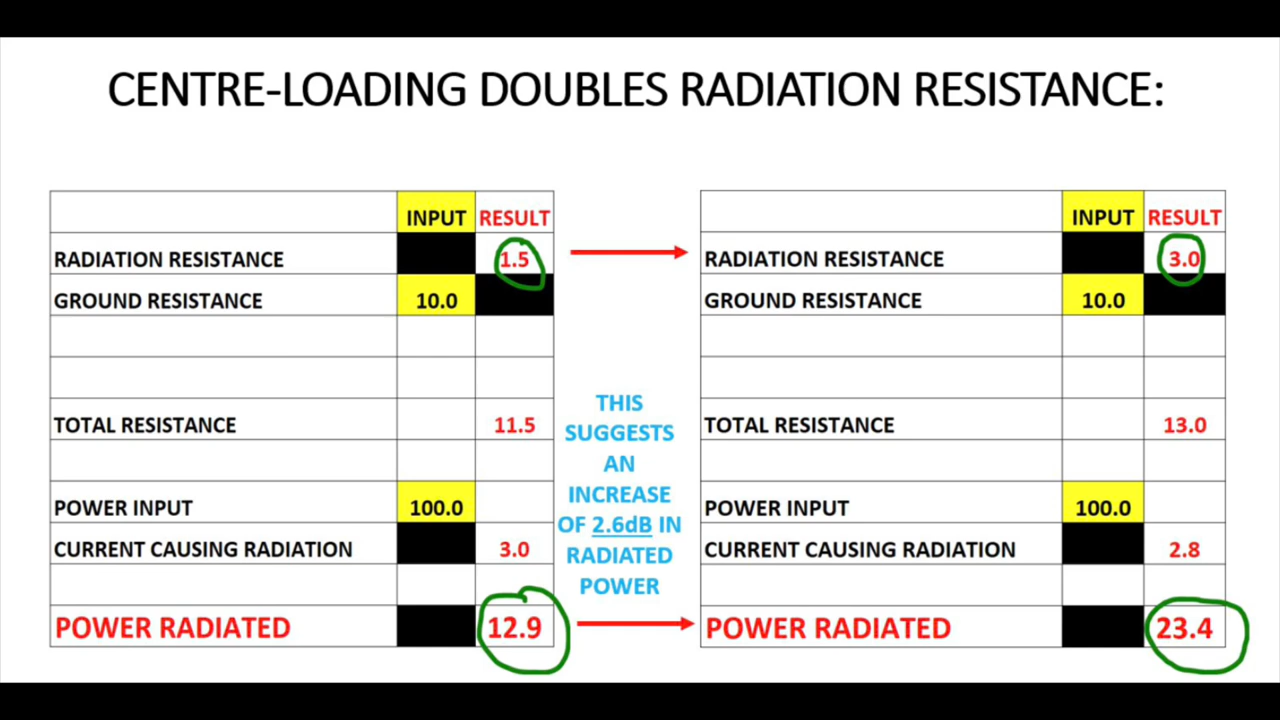 CENTRE-LOADING DOUBLES RADIATION RESISTANCE:
INPUT RESULT
RADIATION RESISTANCE 1.5
GROUND RESISTANCE 10.0
TOTAL RESISTANCE 11.5
POWER INPUT 100.0
CURRENT CAUSING RADIATION 3.0
POWER RADIATED 12.9
THIS
SUGGESTS
AN
INCREASE
OF 2.6dB IN
RADIATED
POWER
INPUT RESULT
RADIATION RESISTANCE 3.0
GROUND RESISTANCE 10.0
TOTAL RESISTANCE 13.0
POWER INPUT 100.0
CURRENT CAUSING RADIATION 2.8
POWER RADIATED 23.4